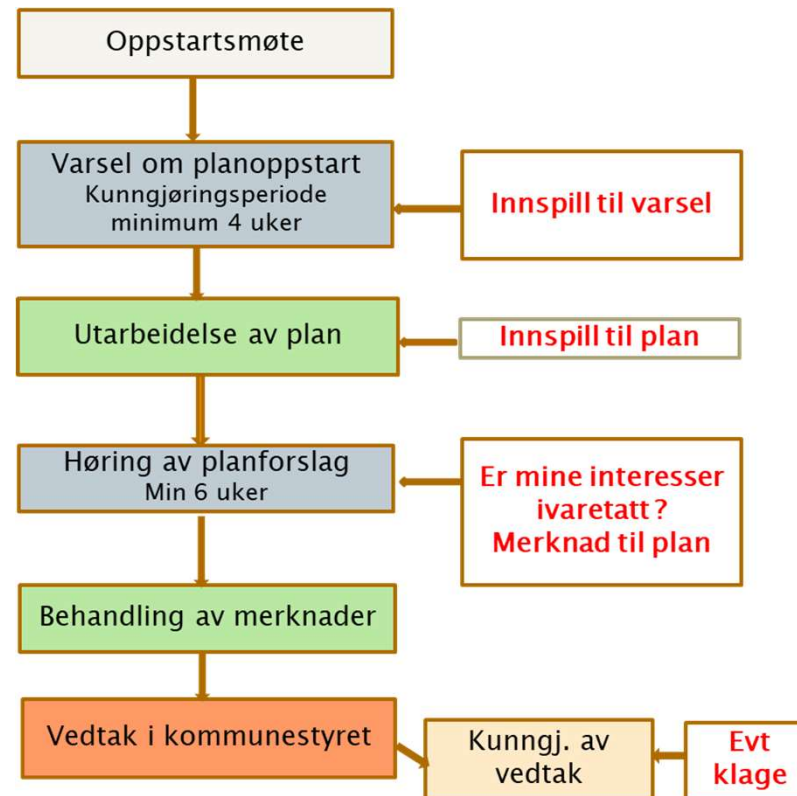 Oppstartsmøte
Varsel om planoppstart
Kunngjøringsperiode
minimum 4 uker
Innspill til varsel
Utarbeidelse av plan
Innspill til plan
Høring av planforslag
Min 6 uker
Er mine interesser
ivaretatt?
Merknad til plan
Behandling av merknader
Vedtak i kommunestyret
Kunngj. av
vedtak
Evt
klage